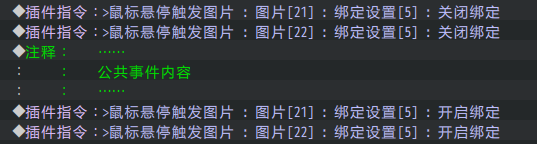 ◆插件指令:>鼠标悬停触发图片 : 图片[21] : 绑定设置[5] : 关闭绑定
◆插件指令:>鼠标悬停触发图片 : 图片[22] : 绑定设置[5] : 关闭绑定
◆注释: ……
: : 公共事件内容
: : ……
◆插件指令:>鼠标悬停触发图片 : 图片[21] : 绑定设置[5] : 开启绑定
◆插件指令:>鼠标悬停触发图片 : 图片[22] : 绑定设置[5] : 开启绑定